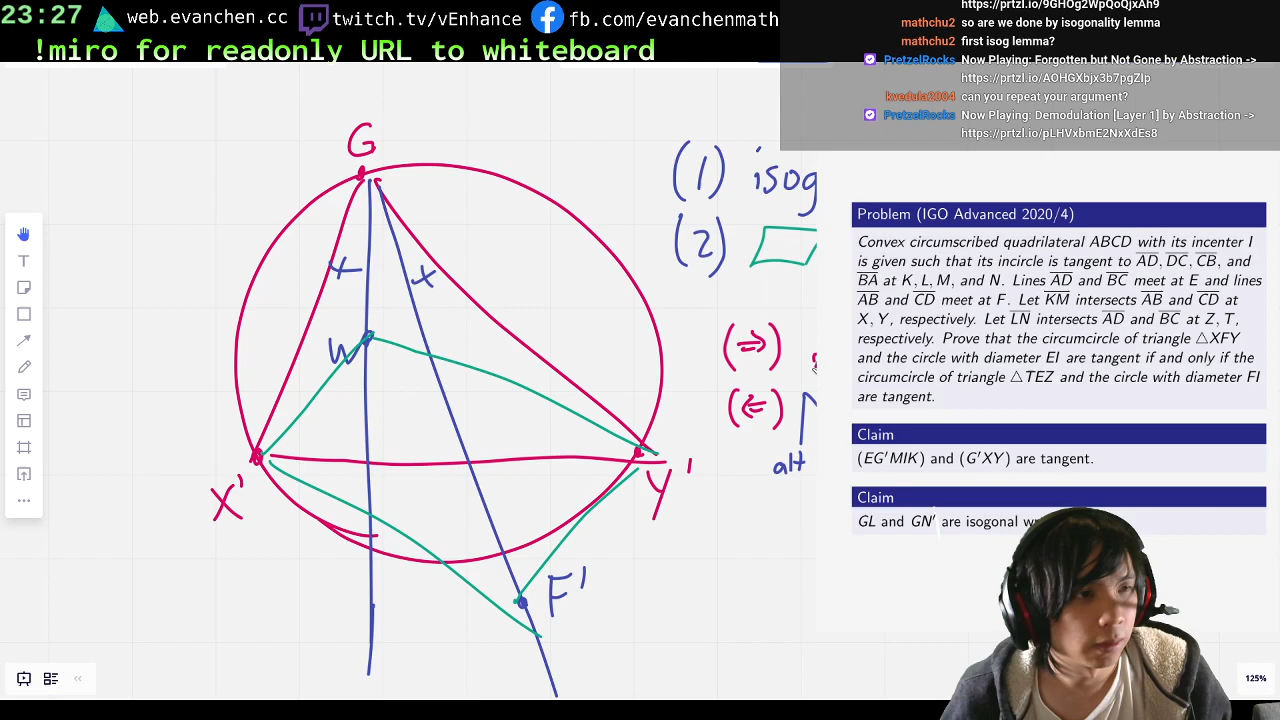 23:27 web.evanchen.cc twitch.tv/vEnhance fb.com/evanchenmath
!miro for readonly URL to whiteboard
https://prtzl.io/9GHOg2WpQoQjxAh9
mathchu2 so are we done by isogonality lemma
mathchu2 first isog lemma?
PretzelRocks Now Playing: Forgotten but Not Gone by Abstraction ->
https://prtzl.io/AOHGXbjx3b7pgZlp
kvedula2004 can you repeat your argument?
PretzelRocks Now Playing: Demodulation [Layer 1] by Abstraction ->
https://prtzl.io/pLHVxbmE2NxXdEs8
G
W
X'
Y'
F'
(1) isog
(2)
(⇒)
(⇐)
alt
Problem (IGO Advanced 2020/4)
Convex circumscribed quadrilateral ABCD with its incenter I
is given such that its incircle is tangent to AD, DC, CB, and
BA at K, L, M, and N. Lines AD and BC meet at E and lines
AB and CD meet at F. Let KM intersects AB and CD at
X, Y, respectively. Let LN intersects AD and BC at Z, T,
respectively. Prove that the circumcircle of triangle △XFY
and the circle with diameter EI are tangent if and only if the
circumcircle of triangle △TEZ and the circle with diameter FI
are tangent.
Claim
(EG'MIK) and (G'XY) are tangent.
Claim
GL and GN' are isogonal
125%